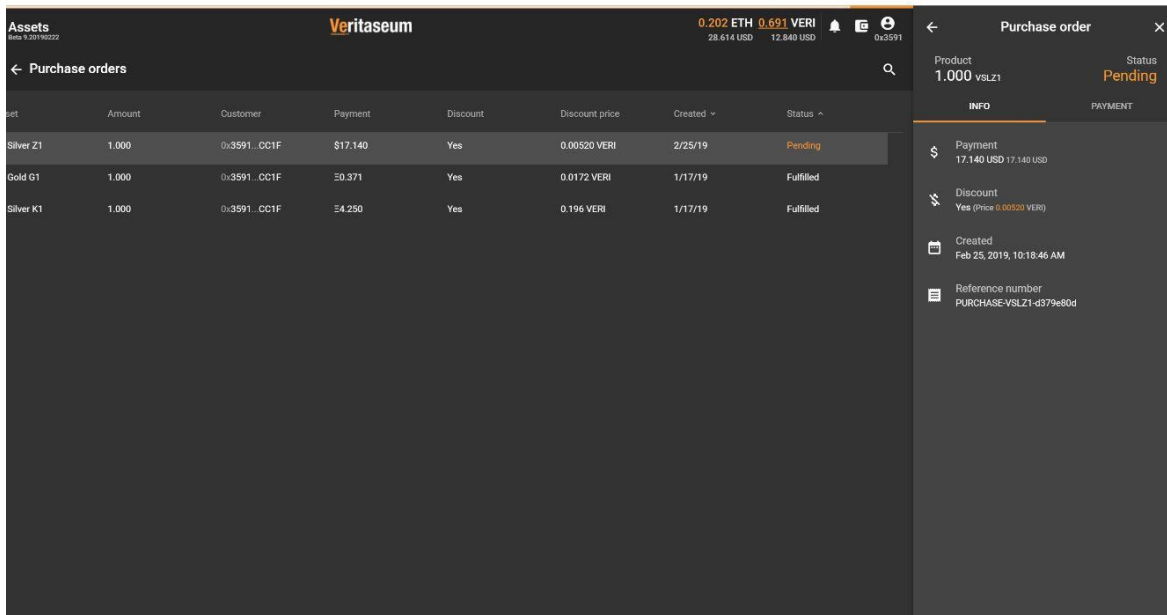 Assets
Beta 9.20190222
Veritaseum
0.202 ETH 0.691 VERI
28.614 USD 12.840 USD
0x3591
Purchase orders
set Amount Customer Payment Discount Discount price Created Status
Silver Z1 1.000 0x3591...CC1F $17.140 Yes 0.00520 VERI 2/25/19 Pending
Gold G1 1.000 0x3591...CC1F Ξ0.371 Yes 0.0172 VERI 1/17/19 Fulfilled
Silver K1 1.000 0x3591...CC1F Ξ4.250 Yes 0.196 VERI 1/17/19 Fulfilled
Purchase order
Product Status
1.000 VSLZ1 Pending
INFO PAYMENT
Payment
17.140 USD 17.140 USD
Discount
Yes (Price 0.00520 VERI)
Created
Feb 25, 2019, 10:18:46 AM
Reference number
PURCHASE-VSLZ1-d379e80d